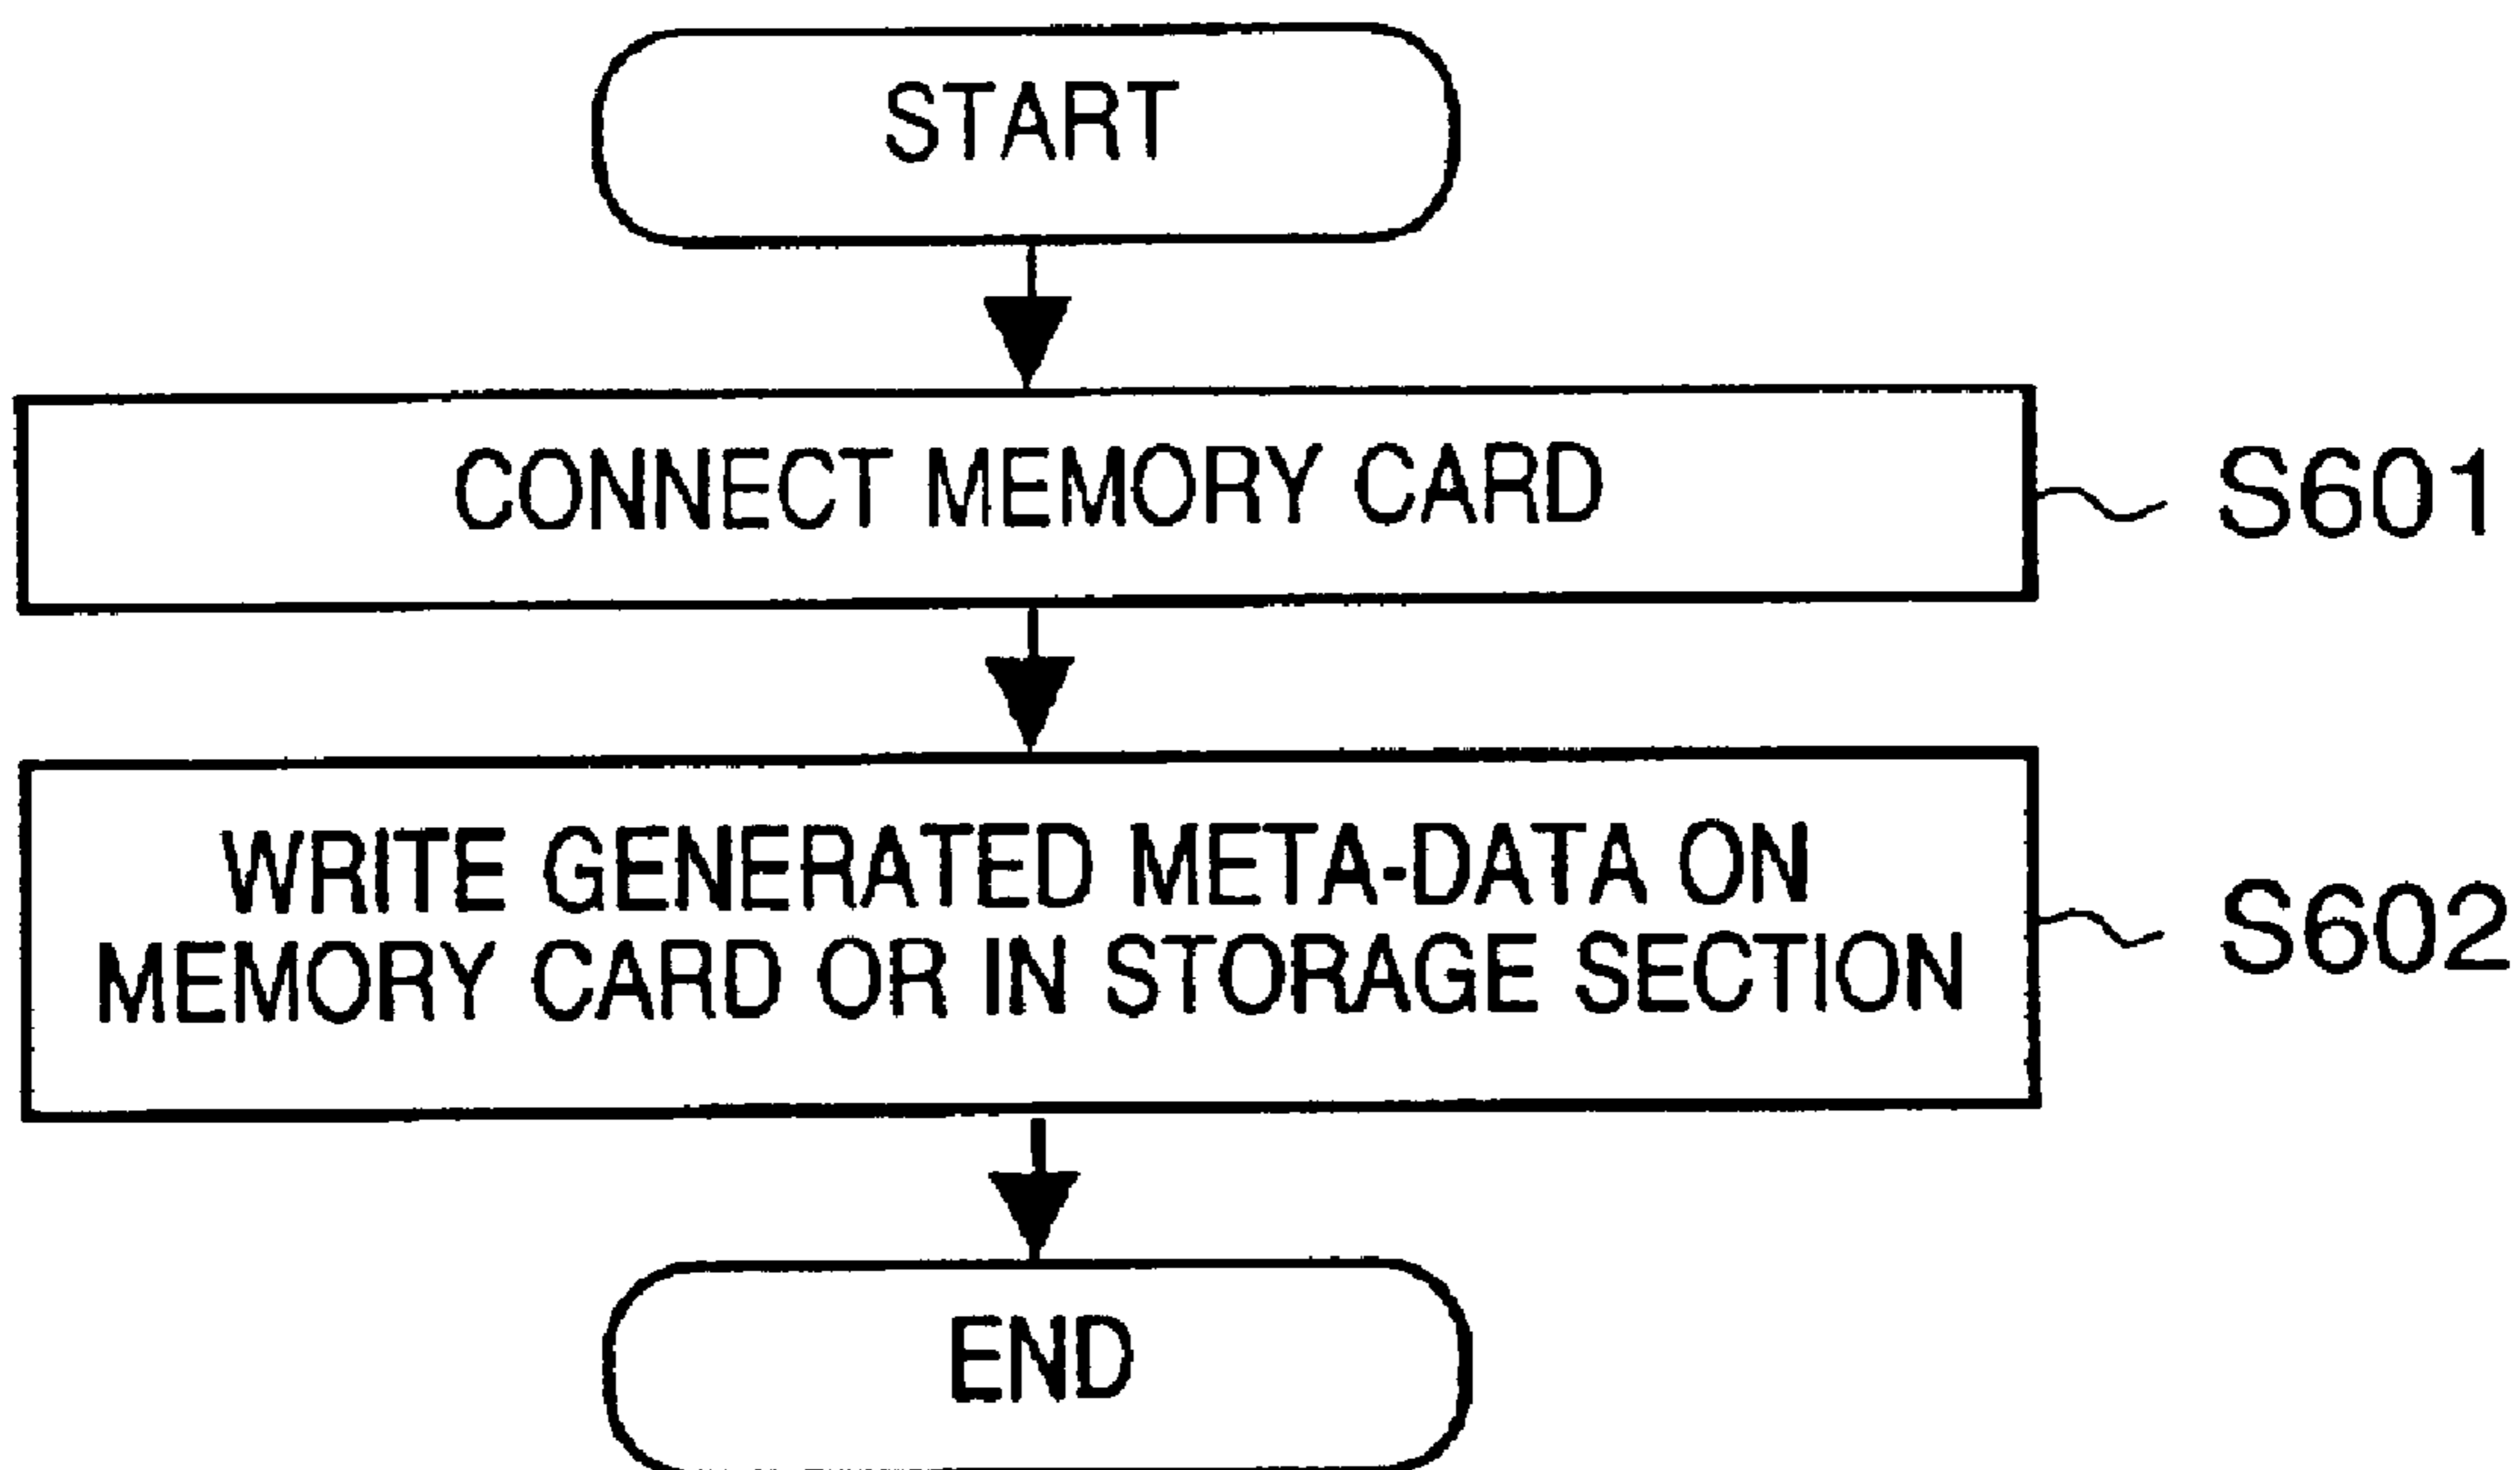 START
CONNECT MEMORY CARD
S601
WRITE GENERATED META-DATA ON
MEMORY CARD OR IN STORAGE SECTION
S602
END